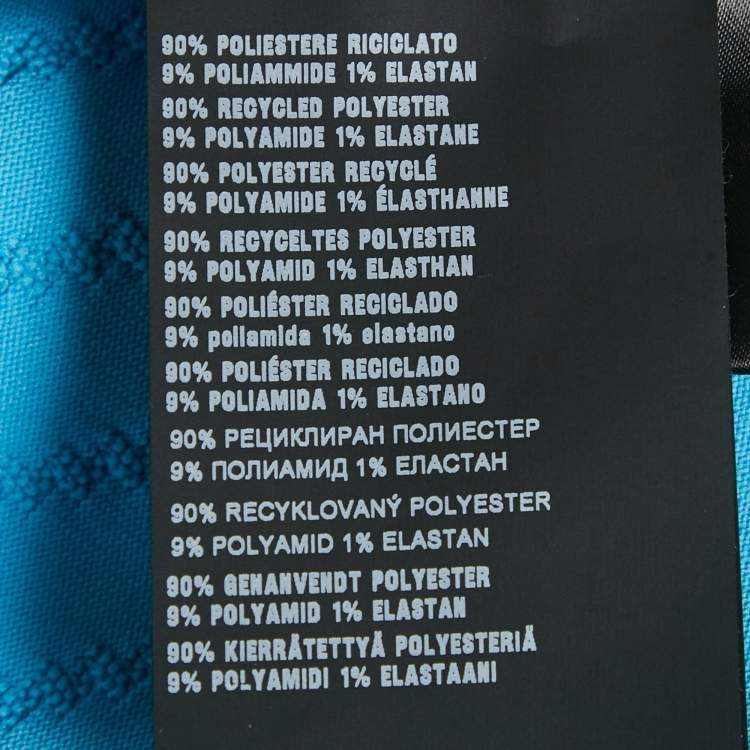 90% POLIESTERE RICICLATO
9% POLIAMMIDE 1% ELASTAN
90% RECYCLED POLYESTER
9% POLYAMIDE 1% ELASTANE
90% POLYESTER RECYCLÉ
9% POLYAMIDE 1% ÉLASTHANNE
90% RECYCELTES POLYESTER
9% POLYAMID 1% ELASTHAN
90% POLIÉSTER RECICLADO
9% poliamida 1% elastano
90% POLIÉSTER RECICLADO
9% POLIAMIDA 1% ELASTANO
90% РЕЦИКЛИРАН ПОЛИЕСТЕР
9% ПОЛИАМИД 1% ЕЛАСТАН
90% RECYKLOVANÝ POLYESTER
9% POLYAMID 1% ELASTAN
90% GENANVENDT POLYESTER
9% POLYAMID 1% ELASTAN
90% KIERRÄTETTYÄ POLYESTERIÄ
9% POLYAMIDI 1% ELASTAANI